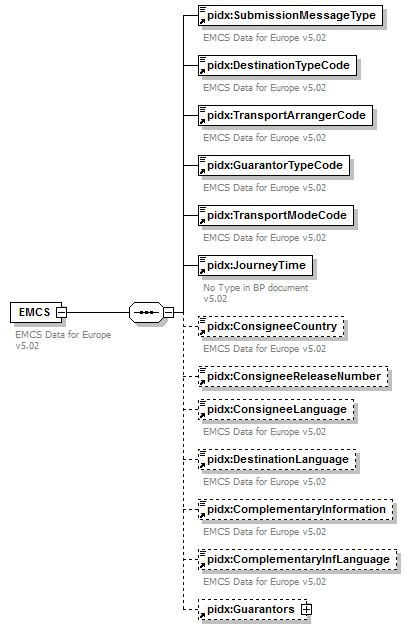 pidx:SubmissionMessageType
EMCS Data for Europe v5.02
pidx:DestinationTypeCode
EMCS Data for Europe v5.02
pidx:TransportArrangerCode
EMCS Data for Europe v5.02
pidx:GuarantorTypeCode
EMCS Data for Europe v5.02
pidx:TransportModeCode
EMCS Data for Europe v5.02
pidx:JourneyTime
No Type in BP document
v5.02
EMCS
EMCS Data for Europe
v5.02
pidx:ConsigneeCountry
EMCS Data for Europe v5.02
pidx:ConsigneeReleaseNumber
pidx:ConsigneeLanguage
EMCS Data for Europe v5.02
pidx:DestinationLanguage
EMCS Data for Europe v5.02
pidx:ComplementaryInformation
EMCS Data for Europe v5.02
pidx:ComplementaryInfLanguage
EMCS Data for Europe v5.02
pidx:Guarantors